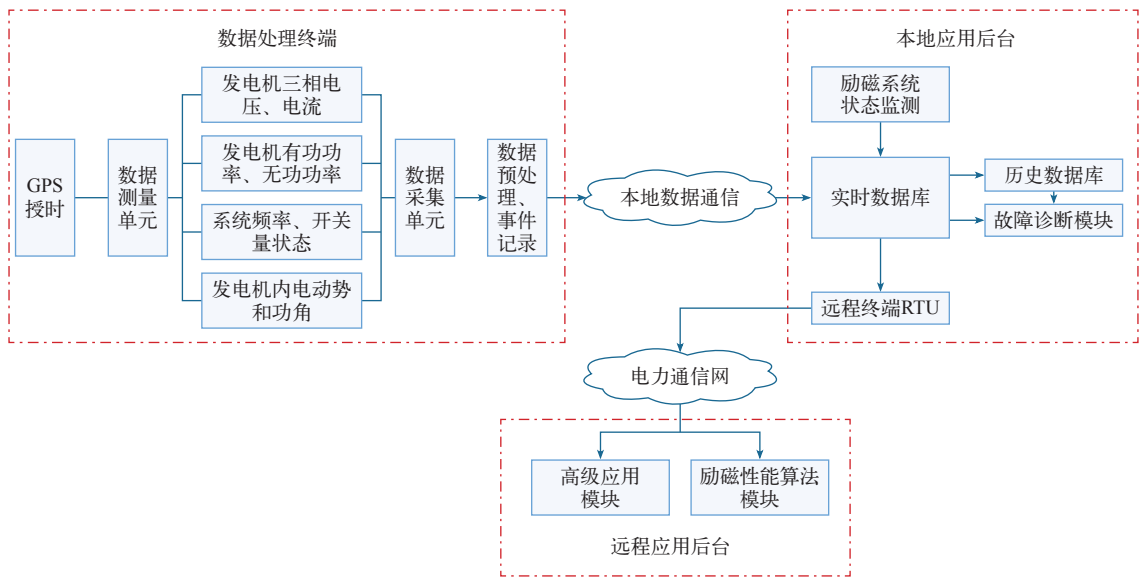 数据处理终端
GPS
授时
数据
测量
单元
发电机三相电
压、电流
发电机有功功
率、无功功率
系统频率、开关
量状态
发电机内电动势
和功角
数据
采集
单元
数据
预处
理、
事件
记录
本地数据通信
本地应用后台
励磁系统
状态监测
实时数据库
历史数据库
故障诊断模块
远程终端RTU
电力通信网
高级应用
模块
励磁性能算法
模块
远程应用后台